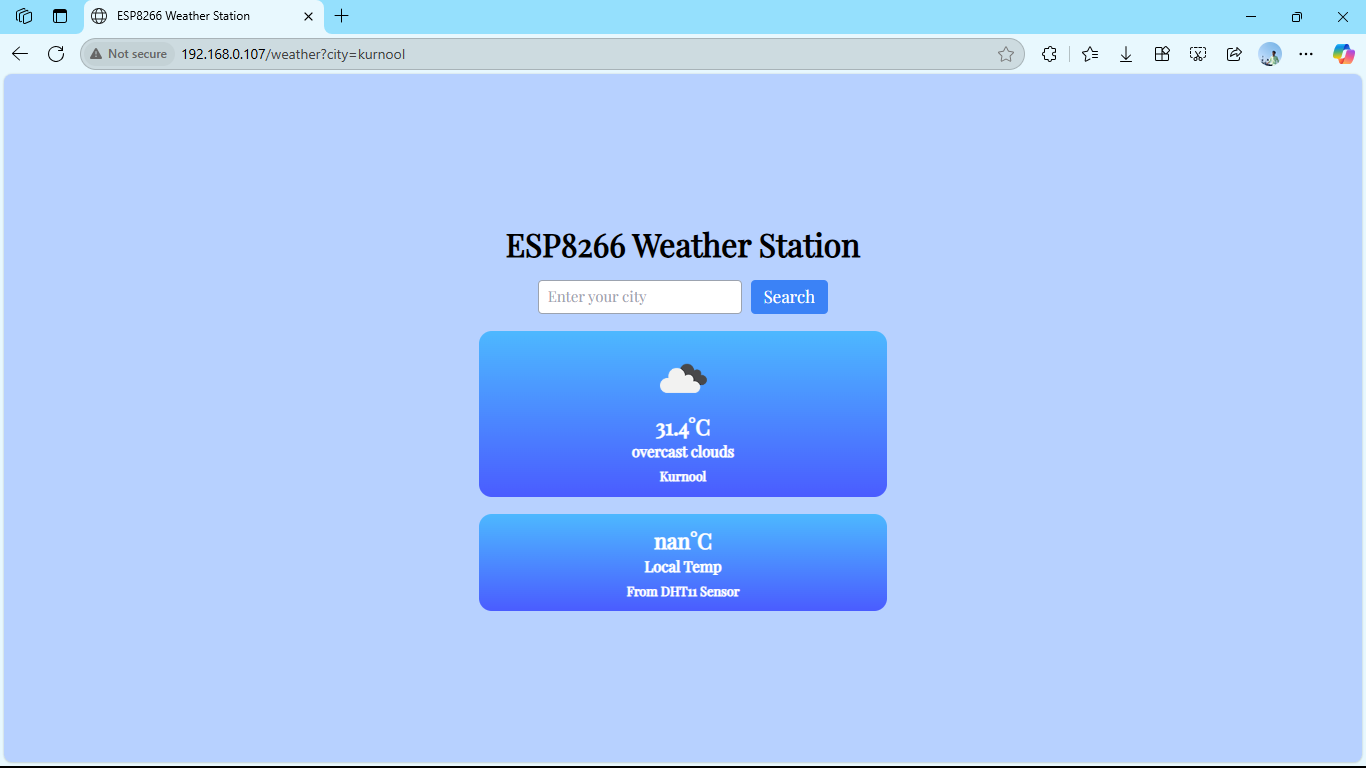 ESP8266 Weather Station
Not secure 192.168.0.107/weather?city=kurnool
ESP8266 Weather Station
Enter your city Search
31.4°C
overcast clouds
Kurnool
nan°C
Local Temp
From DHT11 Sensor